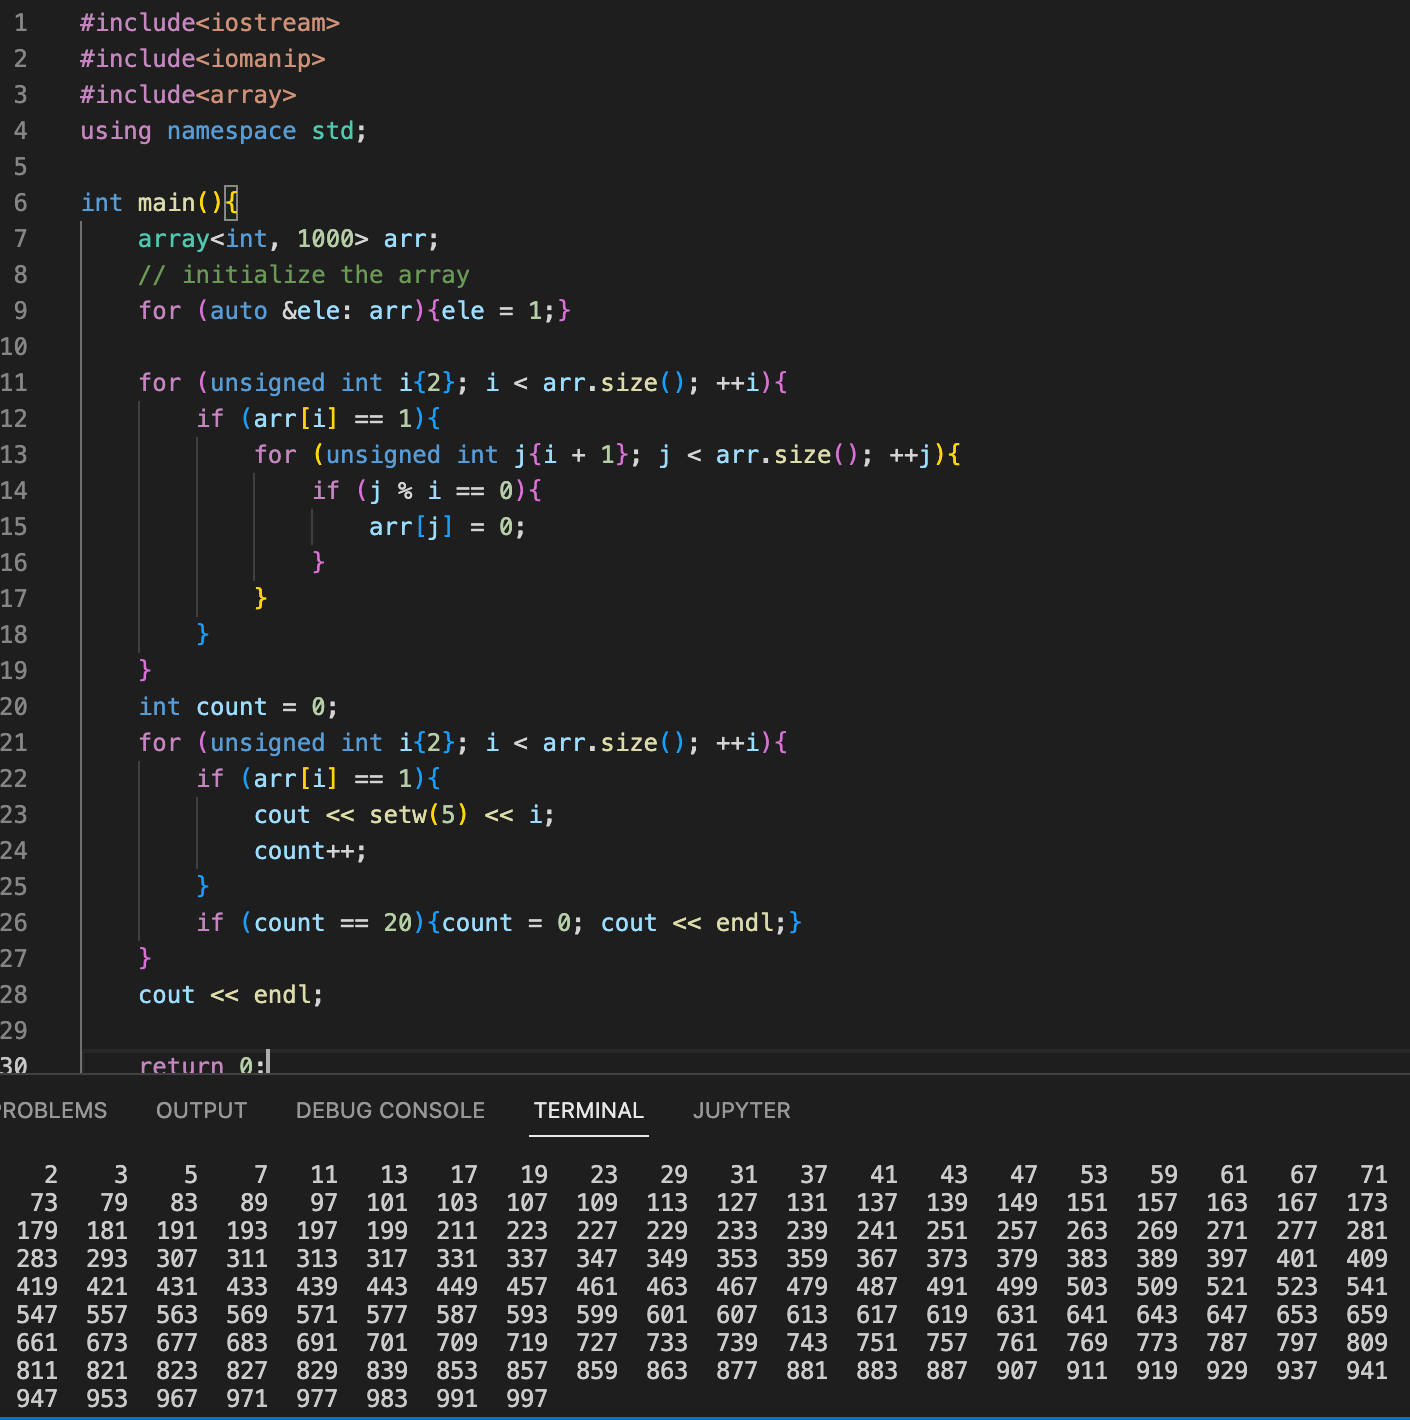 1 #include<iostream>
2 #include<iomanip>
3 #include<array>
4 using namespace std;
5
6 int main(){
7     array<int, 1000> arr;
8     // initialize the array
9     for (auto &ele: arr){ele = 1;}
10
11     for (unsigned int i{2}; i < arr.size(); ++i){
12         if (arr[i] == 1){
13             for (unsigned int j{i + 1}; j < arr.size(); ++j){
14                 if (j % i == 0){
15                     arr[j] = 0;
16                 }
17             }
18         }
19     }
20     int count = 0;
21     for (unsigned int i{2}; i < arr.size(); ++i){
22         if (arr[i] == 1){
23             cout << setw(5) << i;
24             count++;
25         }
26         if (count == 20){count = 0; cout << endl;}
27     }
28     cout << endl;
29
30     return 0;
ROBLEMS OUTPUT DEBUG CONSOLE TERMINAL JUPYTER
2 3 5 7 11 13 17 19 23 29 31 37 41 43 47 53 59 61 67 71
73 79 83 89 97 101 103 107 109 113 127 131 137 139 149 151 157 163 167 173
179 181 191 193 197 199 211 223 227 229 233 239 241 251 257 263 269 271 277 281
283 293 307 311 313 317 331 337 347 349 353 359 367 373 379 383 389 397 401 409
419 421 431 433 439 443 449 457 461 463 467 479 487 491 499 503 509 521 523 541
547 557 563 569 571 577 587 593 599 601 607 613 617 619 631 641 643 647 653 659
661 673 677 683 691 701 709 719 727 733 739 743 751 757 761 769 773 787 797 809
811 821 823 827 829 839 853 857 859 863 877 881 883 887 907 911 919 929 937 941
947 953 967 971 977 983 991 997